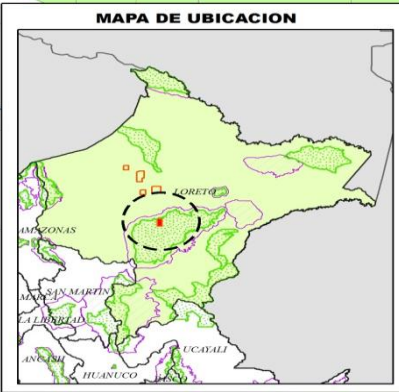 MAPA DE UBICACION
LORETO
AMAZONAS
SAN MARTIN
LA LIBERTAD
UCAYALI
ANCASH
HUANUCO